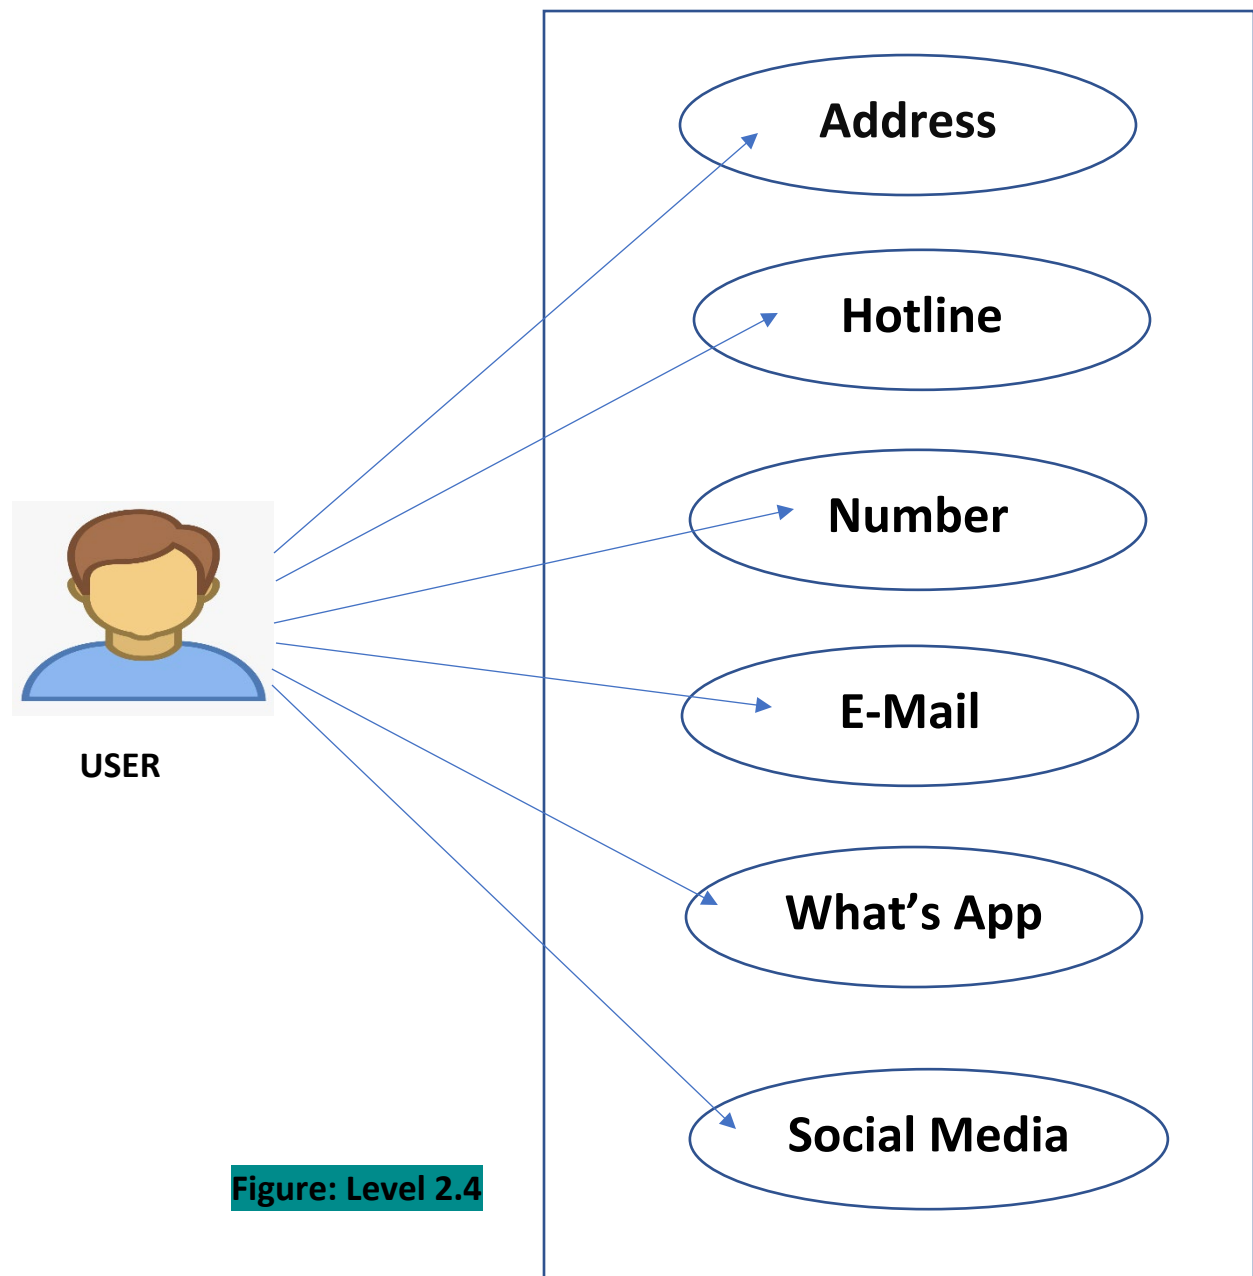 Address
Hotline
Number
E-Mail
USER
What’s App
Social Media
Figure: Level 2.4